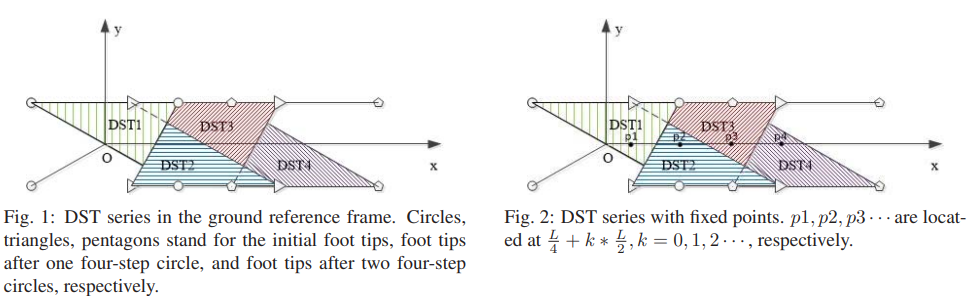 y
DST1
DST3
O
DST2
DST4
x
Fig. 1: DST series in the ground reference frame. Circles,
triangles, pentagons stand for the initial foot tips, foot tips
after one four-step circle, and foot tips after two four-step
circles, respectively.
y
DST1
DST3
p1
p2
p3
p4
O
DST2
DST4
x
Fig. 2: DST series with fixed points. p1, p2, p3 · · · are locat-
ed at L/4 + k ∗ L/2, k = 0, 1, 2 · · · , respectively.